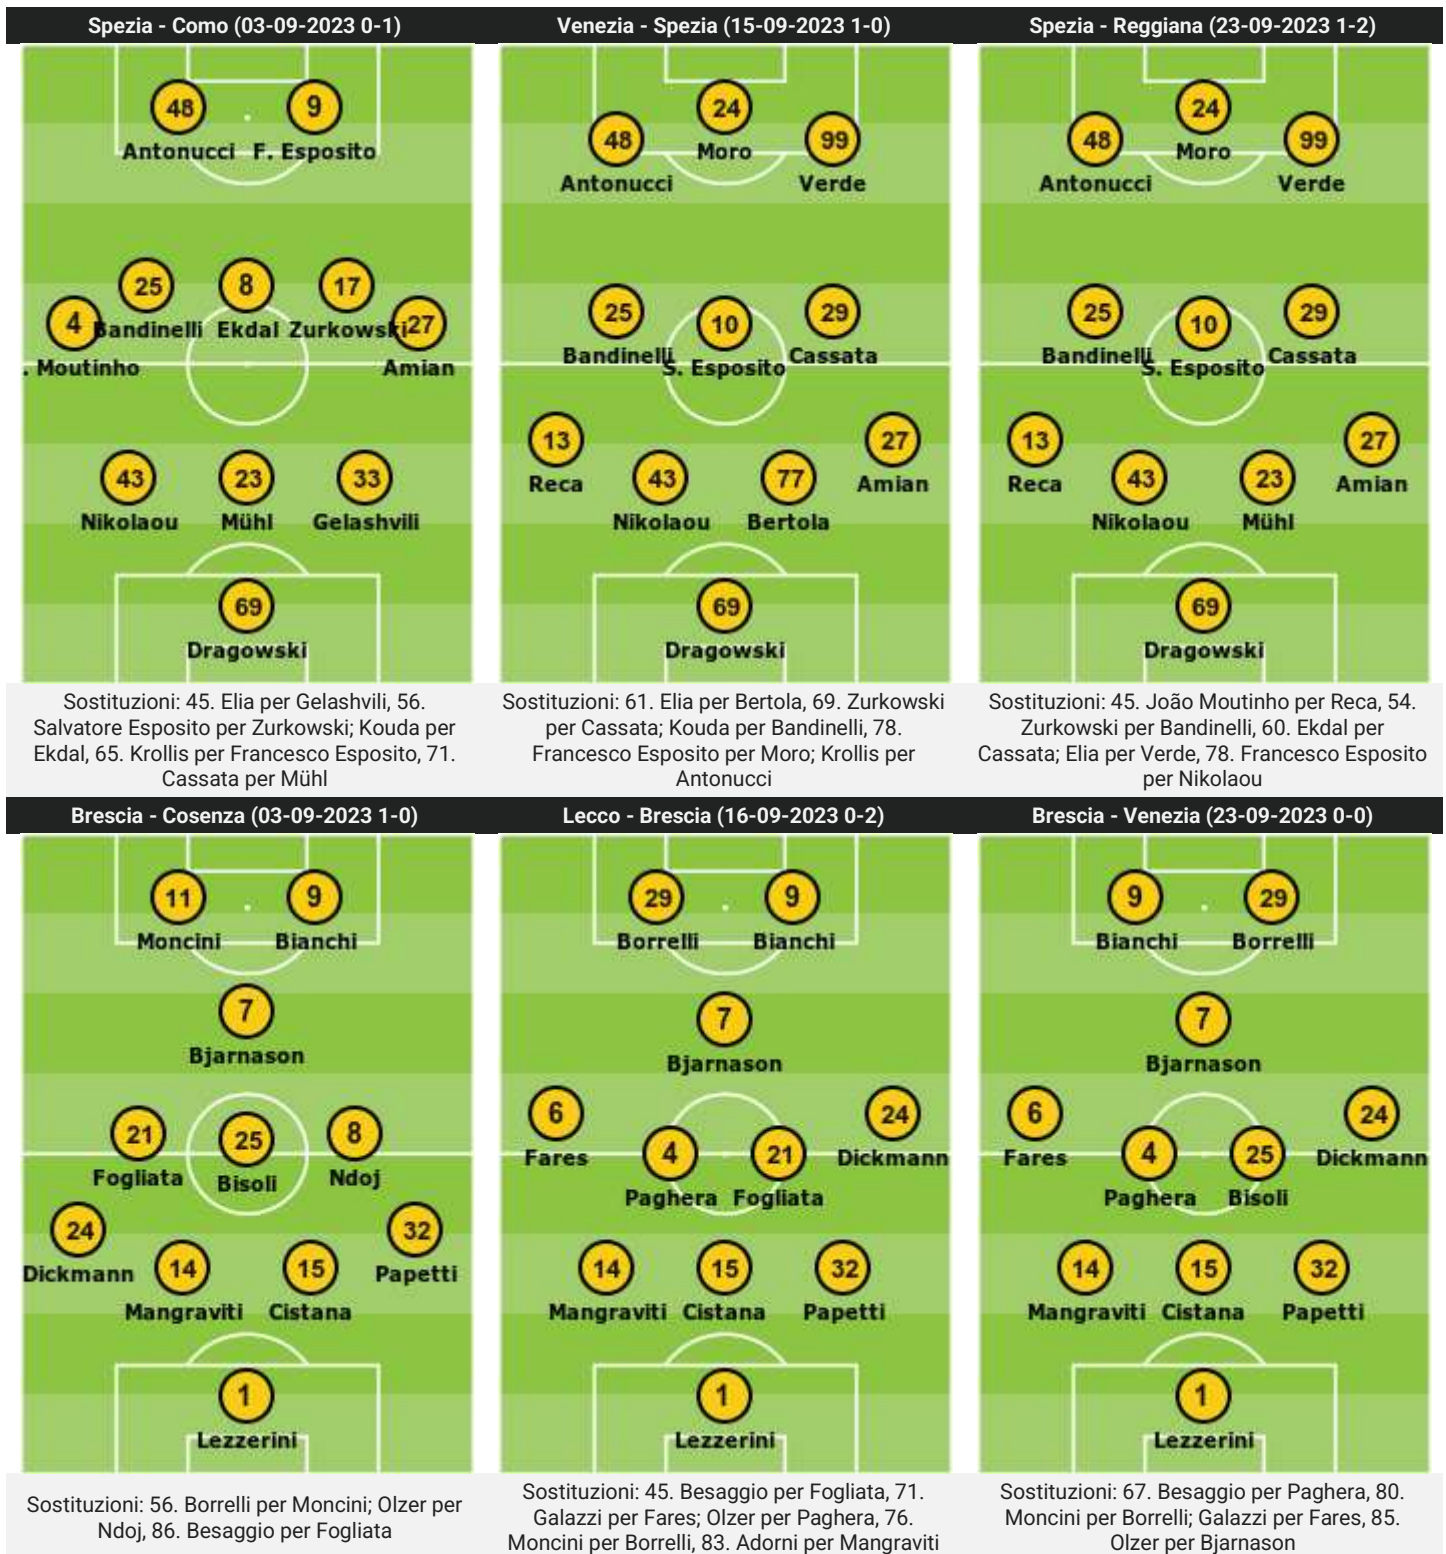 Spezia - Como (03-09-2023 0-1)
48 9
Antonucci F. Esposito
25 8 17
4 27
Bandinelli Ekdal Zurkowski
. Moutinho Amian
43 23 33
Nikolaou Mühl Gelashvili
69
Dragowski
Sostituzioni: 45. Elia per Gelashvili, 56.
Salvatore Esposito per Zurkowski; Kouda per
Ekdal, 65. Krollis per Francesco Esposito, 71.
Cassata per Mühl
Venezia - Spezia (15-09-2023 1-0)
24
48 99
Moro
Antonucci Verde
25 10 29
Bandinelli Cassata
S. Esposito
13 27
43 77
Reca Amian
Nikolaou Bertola
69
Dragowski
Sostituzioni: 61. Elia per Bertola, 69. Zurkowski
per Cassata; Kouda per Bandinelli, 78.
Francesco Esposito per Moro; Krollis per
Antonucci
Spezia - Reggiana (23-09-2023 1-2)
24
48 99
Moro
Antonucci Verde
25 10 29
Bandinelli Cassata
S. Esposito
13 27
43 23
Reca Amian
Nikolaou Mühl
69
Dragowski
Sostituzioni: 45. João Moutinho per Reca, 54.
Zurkowski per Bandinelli, 60. Ekdal per
Cassata; Elia per Verde, 78. Francesco Esposito
per Nikolaou
Brescia - Cosenza (03-09-2023 1-0)
11 9
Moncini Bianchi
7
Bjarnason
21 25 8
Fogliata Bisoli Ndoj
24 32
14 15
Dickmann Papetti
Mangraviti Cistana
1
Lezzerini
Sostituzioni: 56. Borrelli per Moncini; Olzer per
Ndoj, 86. Besaggio per Fogliata
Lecco - Brescia (16-09-2023 0-2)
29 9
Borrelli Bianchi
7
Bjarnason
6 24
4 21
Fares Dickmann
Paghera Fogliata
14 15 32
Mangraviti Cistana Papetti
1
Lezzerini
Sostituzioni: 45. Besaggio per Fogliata, 71.
Galazzi per Fares; Olzer per Paghera, 76.
Moncini per Borrelli, 83. Adorni per Mangraviti
Brescia - Venezia (23-09-2023 0-0)
9 29
Bianchi Borrelli
7
Bjarnason
6 24
4 25
Fares Dickmann
Paghera Bisoli
14 15 32
Mangraviti Cistana Papetti
1
Lezzerini
Sostituzioni: 67. Besaggio per Paghera, 80.
Moncini per Borrelli; Galazzi per Fares, 85.
Olzer per Bjarnason